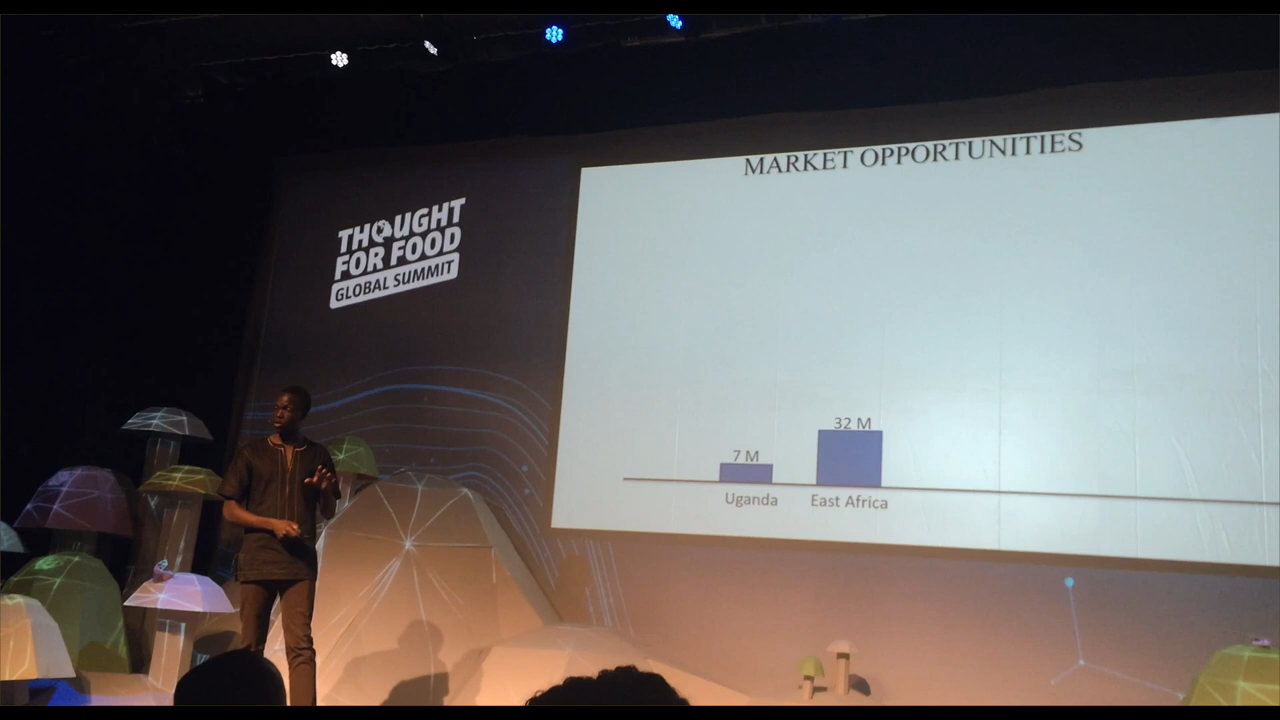 MARKET OPPORTUNITIES
THOUGHT
FOR FOOD
GLOBAL SUMMIT
32 M
7 M
Uganda
East Africa